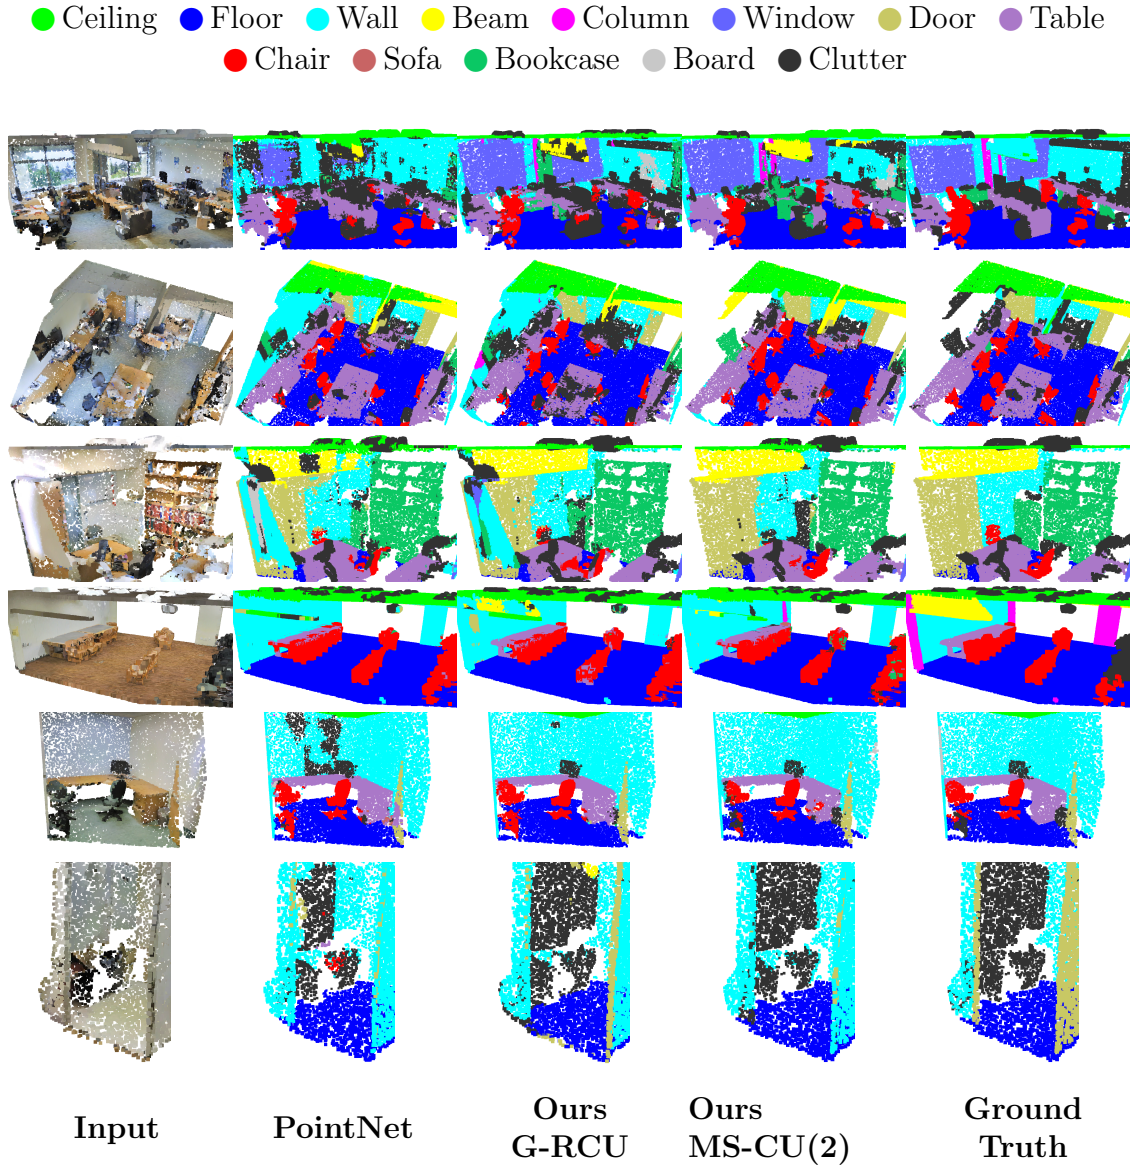 Ceiling Floor Wall Beam Column Window Door Table
Chair Sofa Bookcase Board Clutter
Input PointNet Ours G-RCU Ours MS-CU(2) Ground Truth